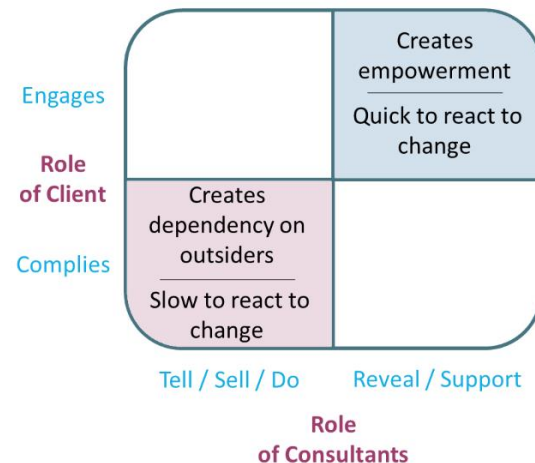 Creates
empowerment
Quick to react to
change
Engages
Role
of Client
Complies
Creates
dependency on
outsiders
Slow to react to
change
Tell / Sell / Do
Reveal / Support
Role
of Consultants